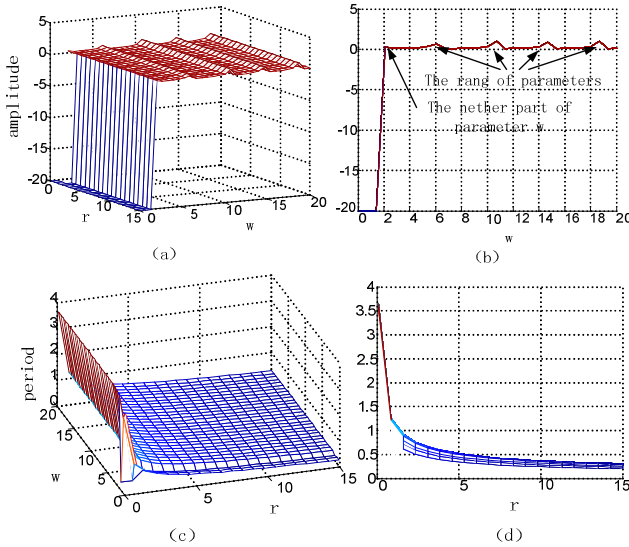 5
0
-5
-10
-15
-20
amplitude
0
5
10
15
r
0
5
10
15
20
w
(a)
5
0
-5
-10
-15
-20
The rang of parameters
The nether part of
parameter w
0 2 4 6 8 10 12 14 16 18 20
w
(b)
4
3
2
1
0
period
20
15
10
5
0
w
0
5
10
15
r
(c)
4
3.5
3
2.5
2
1.5
1
0.5
0
0 5 10 15
r
(d)